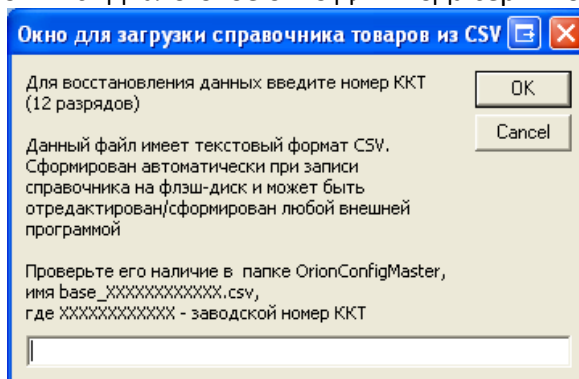 Окно для загрузки справочника товаров из CSV
Для восстановления данных введите номер ККТ
(12 разрядов)
OK
Cancel
Данный файл имеет текстовый формат CSV.
Сформирован автоматически при записи
справочника на флэш-диск и может быть
отредактирован/сформирован любой внешней
программой
Проверьте его наличие в папке OrionConfigMaster,
имя base_XXXXXXXXXXXX.csv,
где XXXXXXXXXXXX - заводской номер ККТ